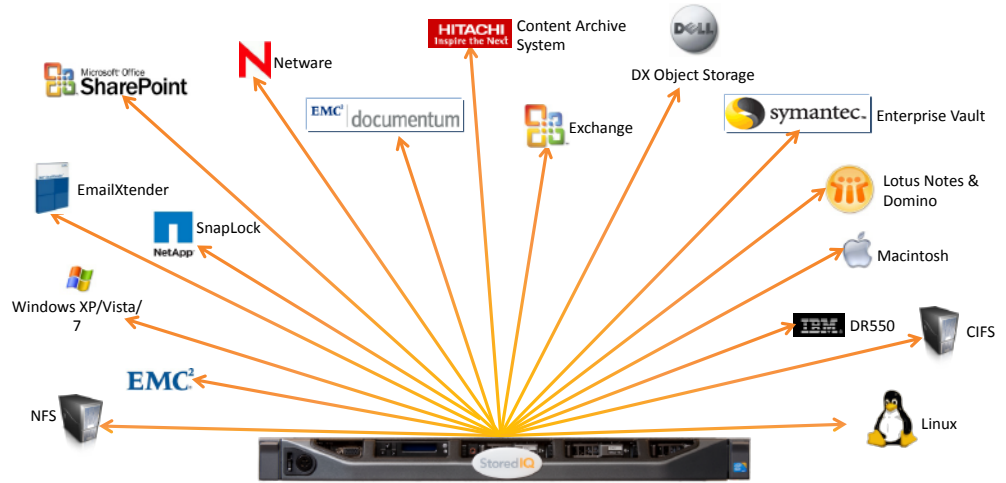 HITACHI
Inspire the Next
Content Archive
System
DELL
DX Object Storage
Netware
Microsoft Office
SharePoint
EMC² documentum
Exchange
symantec.
Enterprise Vault
EmailXtender
Lotus Notes &
Domino
SnapLock
NetApp
Macintosh
Windows XP/Vista/
7
IBM.
DR550
CIFS
EMC²
NFS
Linux
StoredIQ